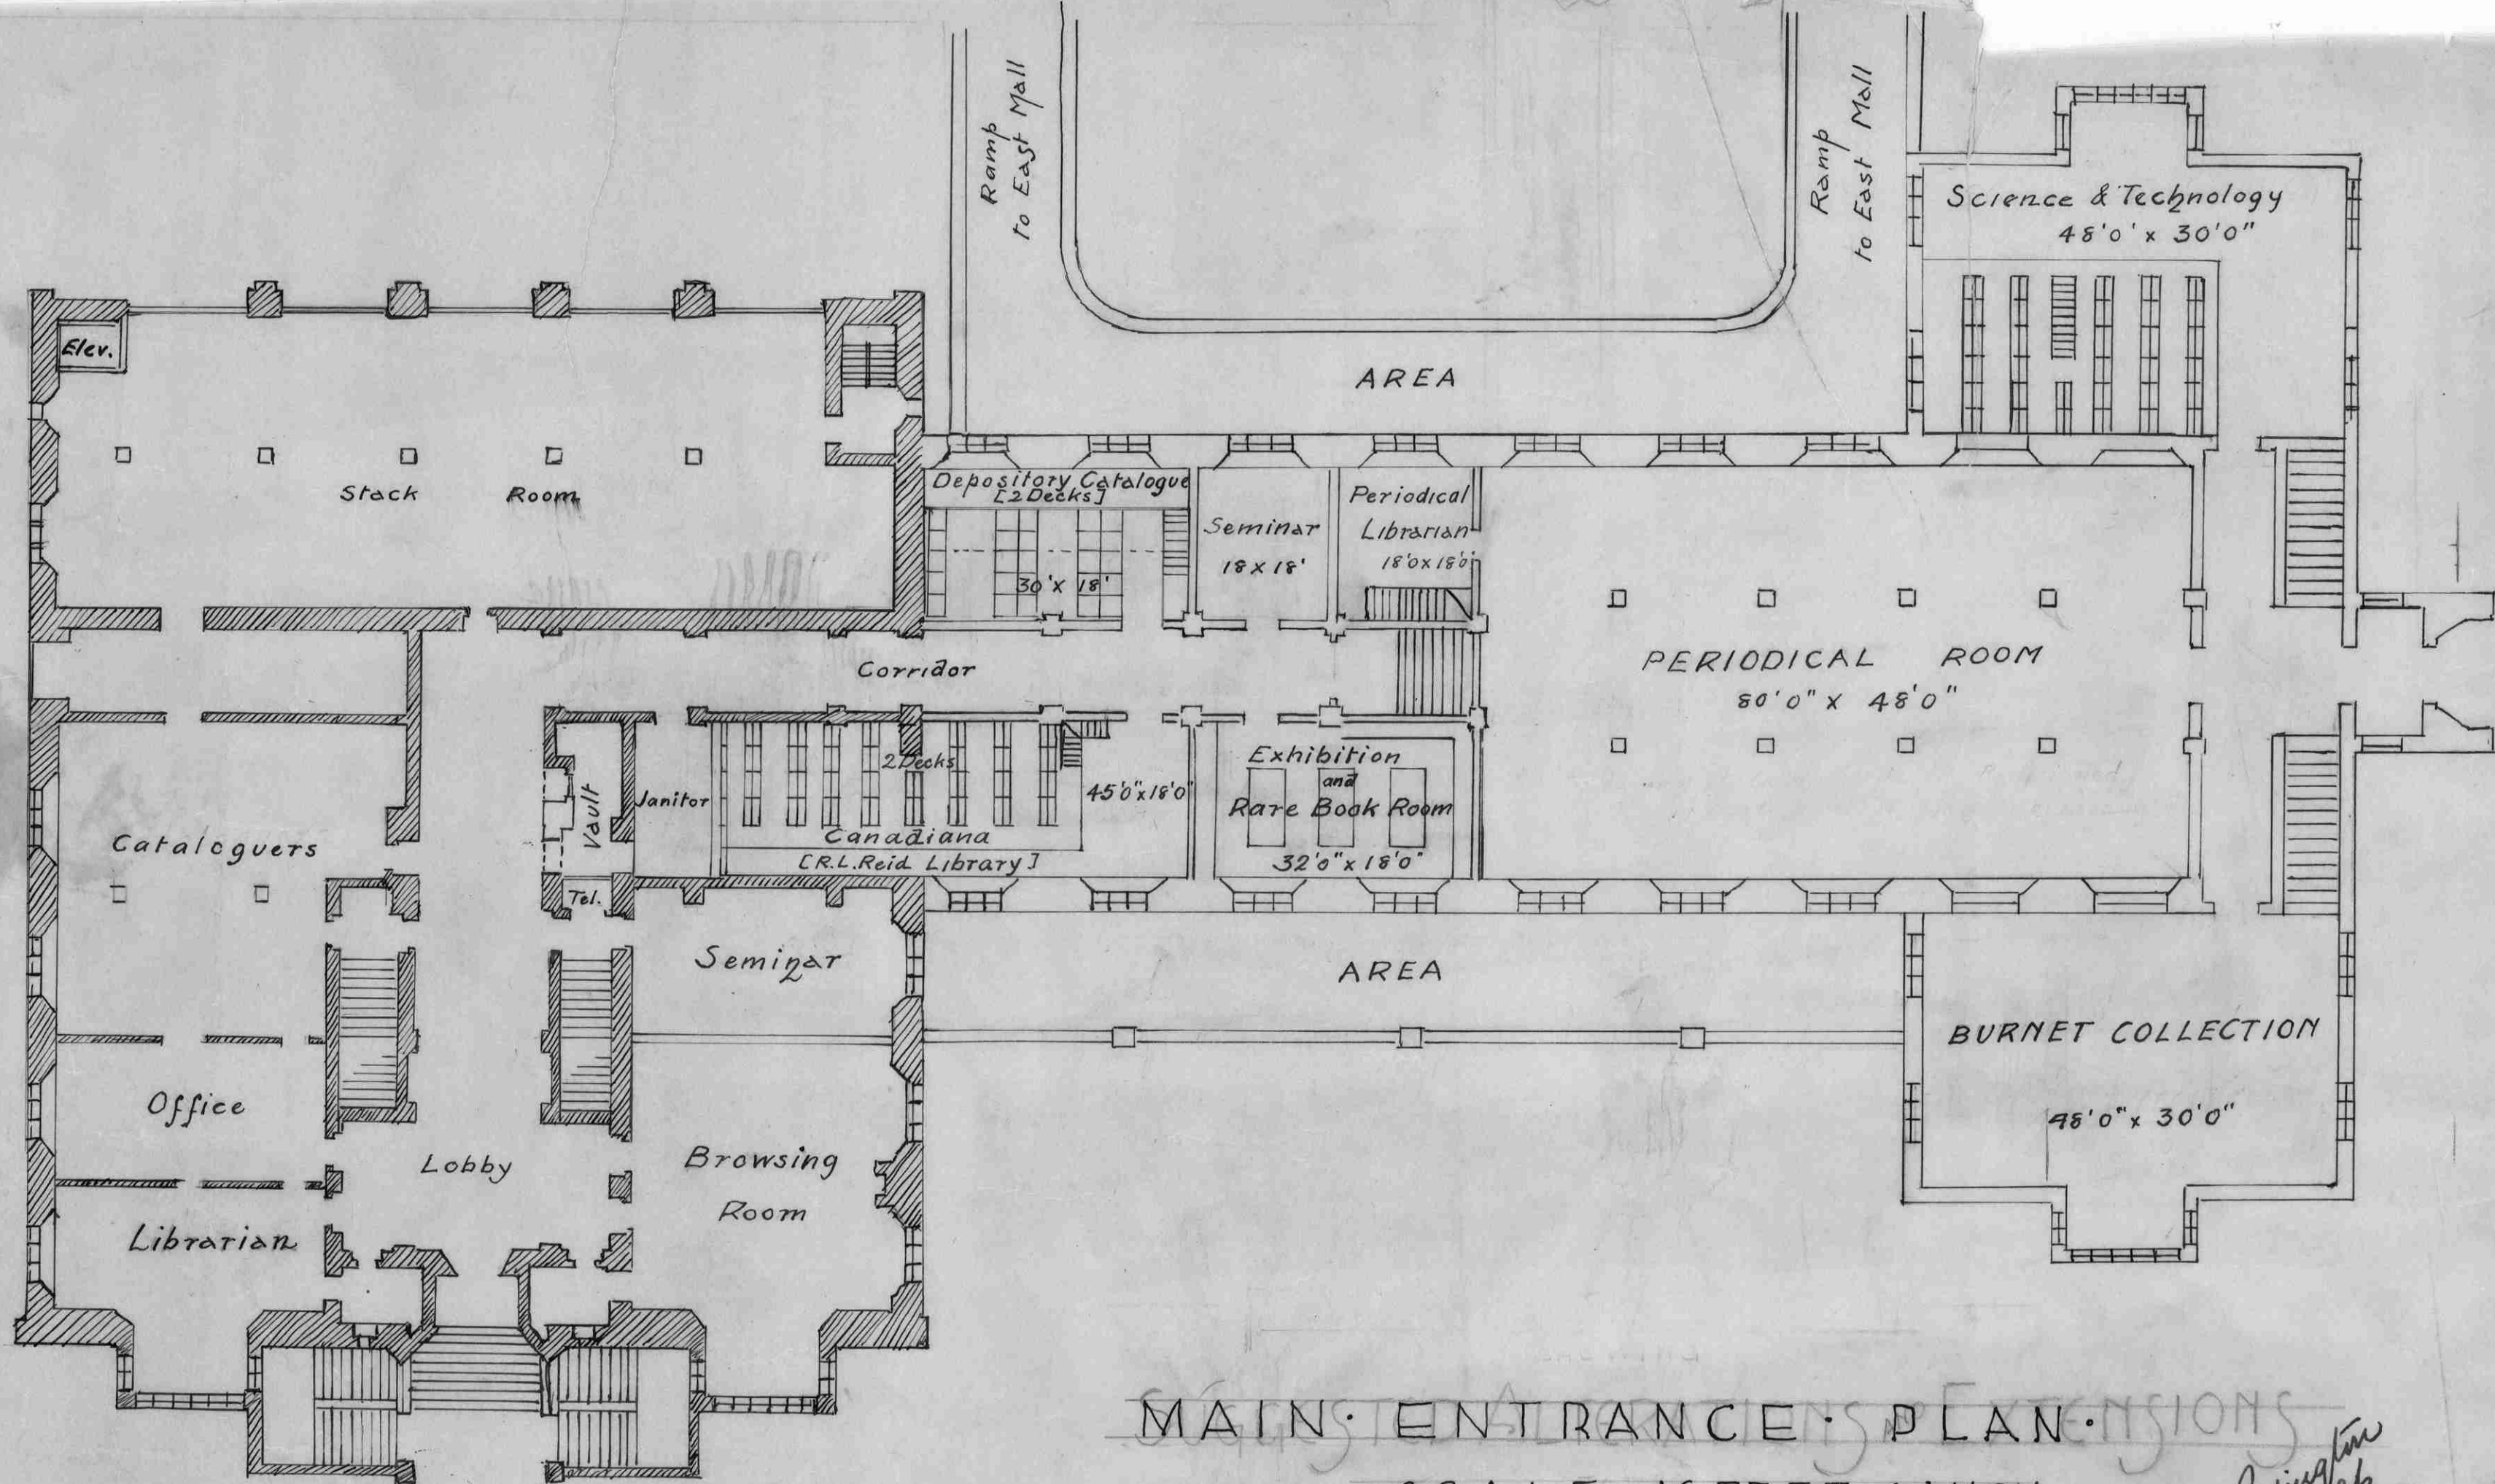 Ramp
to East Mall
Ramp
to East Mall
Science & Technology
48'0' x 30'0"
Elev.
AREA
Stack Room
Depository Catalogue
[2 Decks]
30' x 18'
Seminar
18 x 18'
Periodical
Librarian
18'0 x 18'0"
Corridor
PERIODICAL ROOM
80'0" x 48'0"
Cataloguers
Vault
Janitor
2 Decks
45'0" x 18'0"
Canadiana
[R.L. Reid Library]
Exhibition
and
Rare Book Room
32'0" x 18'0"
Tel.
Seminar
AREA
BURNET COLLECTION
48'0" x 30'0"
Office
Lobby
Browsing
Room
Librarian
MAIN · ENTRANCE · PLAN ·